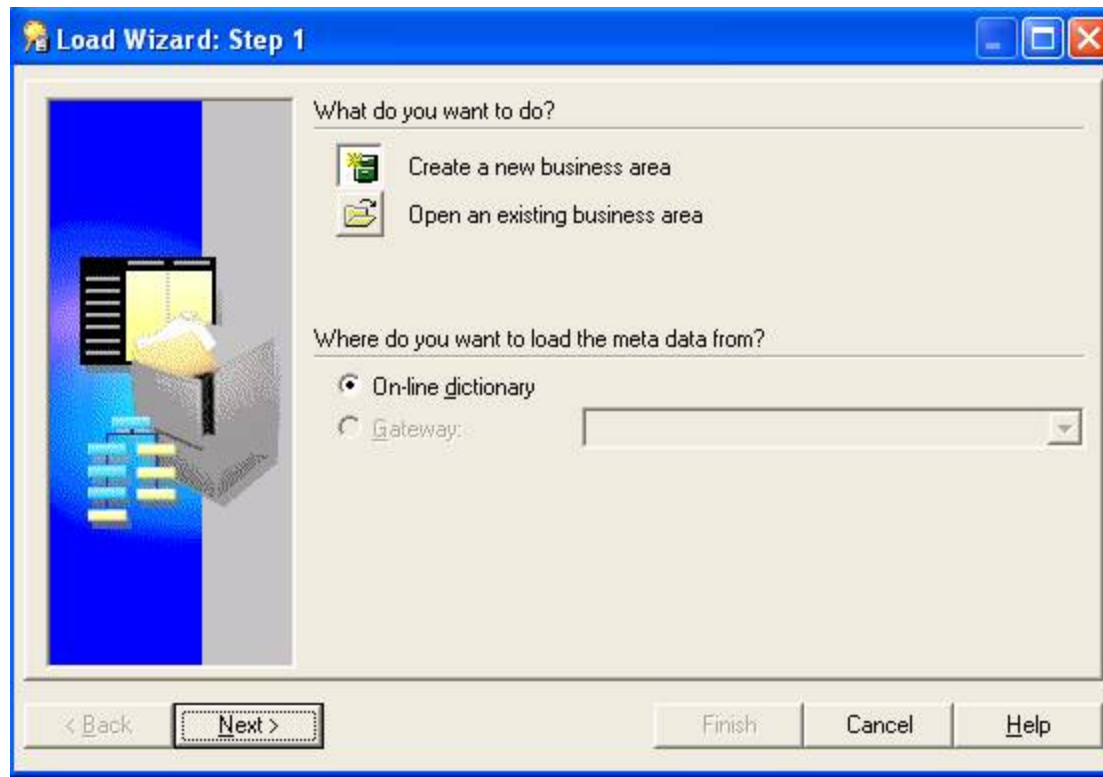 Load Wizard: Step 1
What do you want to do?
Create a new business area
Open an existing business area
Where do you want to load the meta data from?
On-line dictionary
Gateway:
< Back Next > Finish Cancel Help